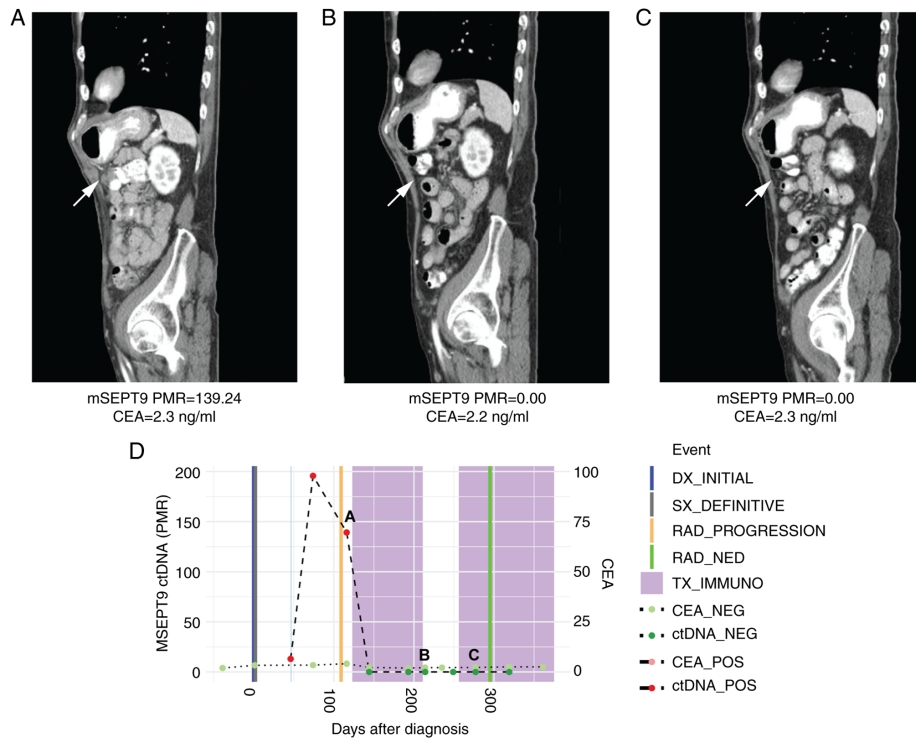 A
B
C
mSEPT9 PMR=139.24
CEA=2.3 ng/ml
mSEPT9 PMR=0.00
CEA=2.2 ng/ml
mSEPT9 PMR=0.00
CEA=2.3 ng/ml
D
MSEPT9 ctDNA (PMR)
200
150
100
50
0
A
B
C
100
75
50
25
0
CEA
0
100
200
300
Days after diagnosis
Event
DX_INITIAL
SX_DEFINITIVE
RAD_PROGRESSION
RAD_NED
TX_IMMUNO
CEA_NEG
ctDNA_NEG
CEA_POS
ctDNA_POS